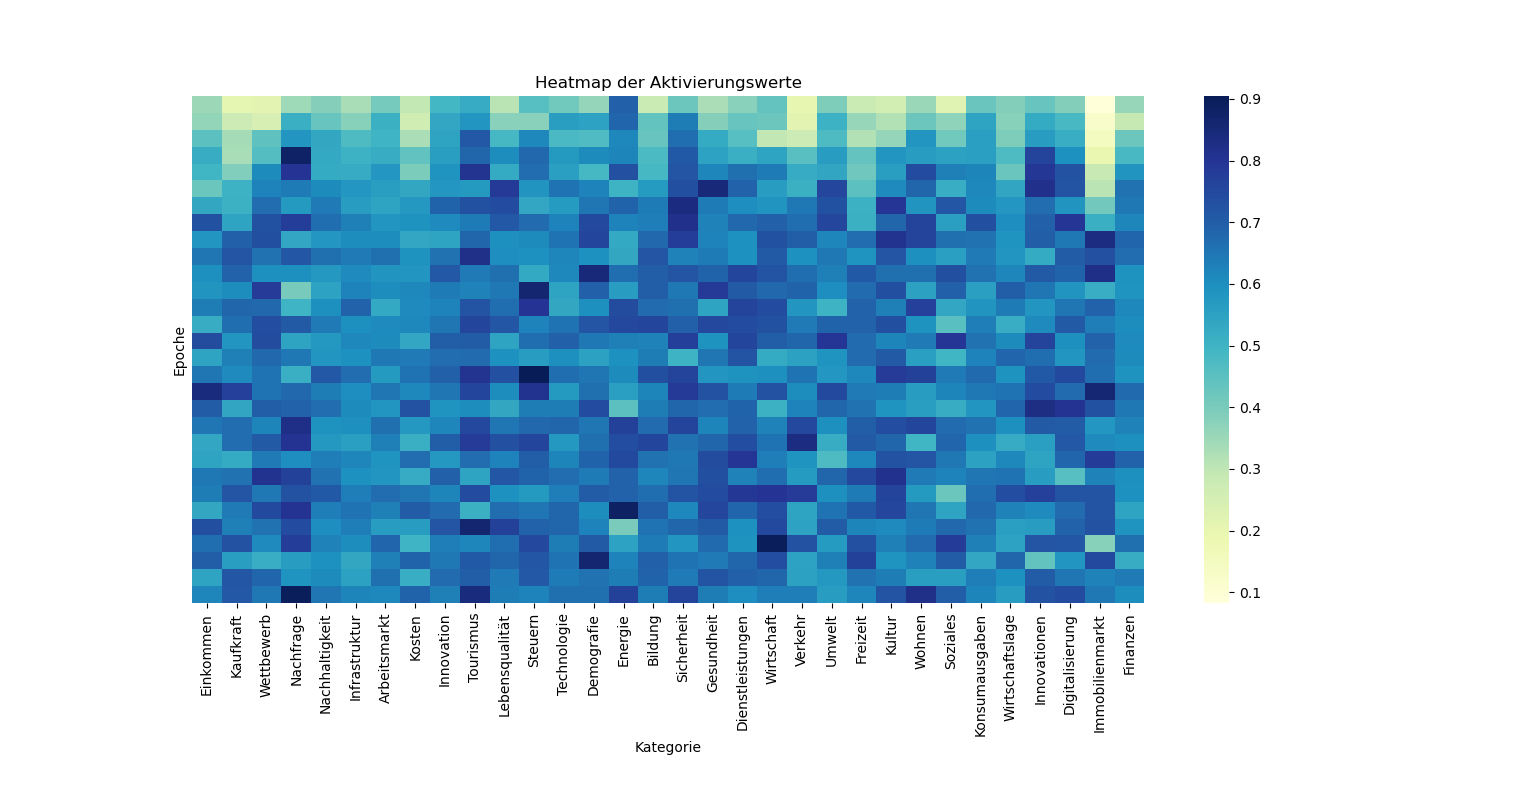 Heatmap der Aktivierungswerte
Epoche
0.9
0.8
0.7
0.6
0.5
0.4
0.3
0.2
0.1
Einkommen
Kaufkraft
Wettbewerb
Nachfrage
Nachhaltigkeit
Infrastruktur
Arbeitsmarkt
Kosten
Innovation
Tourismus
Lebensqualität
Steuern
Technologie
Demografie
Energie
Bildung
Sicherheit
Gesundheit
Dienstleistungen
Wirtschaft
Verkehr
Umwelt
Freizeit
Kultur
Wohnen
Soziales
Konsumausgaben
Wirtschaftslage
Innovationen
Digitalisierung
Immobilienmarkt
Finanzen
Kategorie